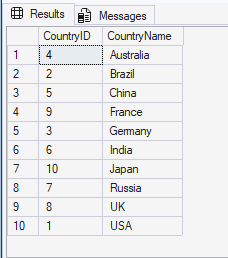 Results Messages
CountryID CountryName
1 4 Australia
2 2 Brazil
3 5 China
4 9 France
5 3 Germany
6 6 India
7 10 Japan
8 7 Russia
9 8 UK
10 1 USA